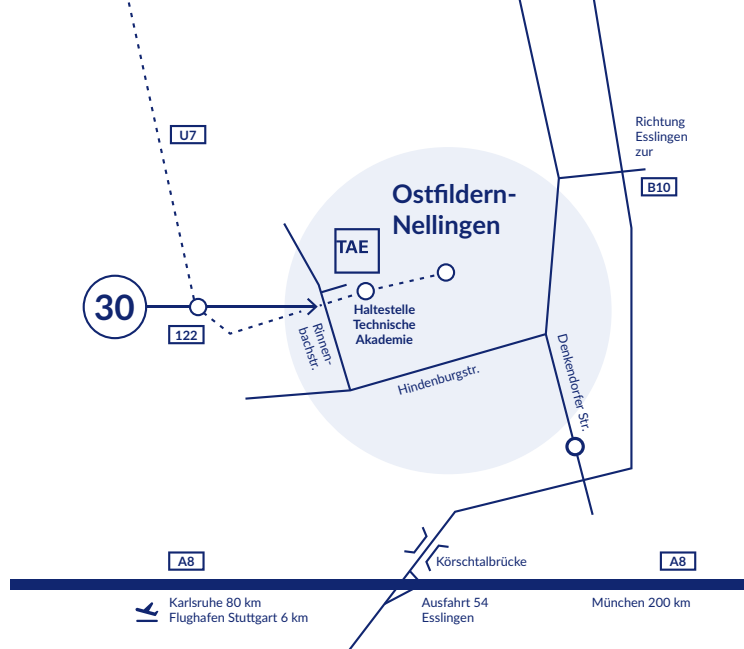 U7
Richtung
Esslingen
zur
B10
Ostfildern-
Nellingen
TAE
30
122
Haltestelle
Technische
Akademie
Rinnen-
bachstr.
Hindenburgstr.
Denkendorfer Str.
Körschtalbrücke
A8
A8
Karlsruhe 80 km
Flughafen Stuttgart 6 km
Ausfahrt 54
Esslingen
München 200 km